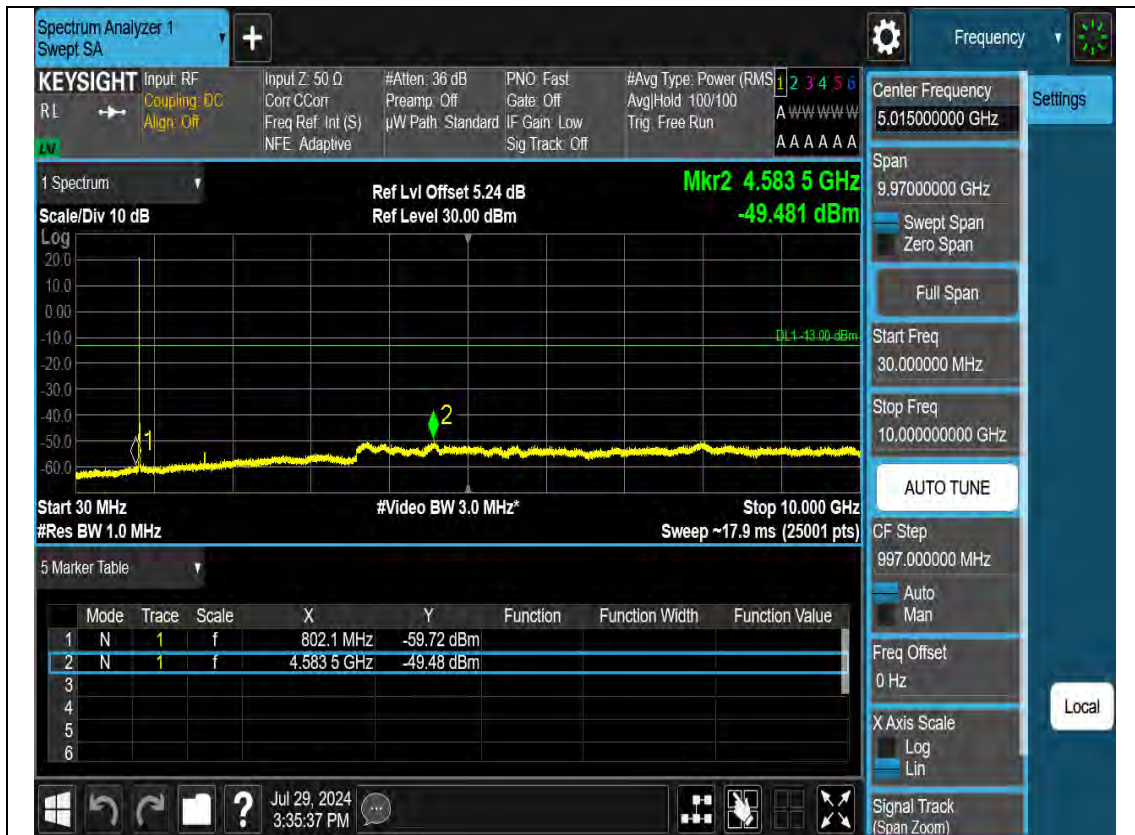 Spectrum Analyzer 1
Swept SA
+
Frequency
KEYSIGHT
RL
LXI
Input: RF
Coupling: DC
Align: Off
Input Z: 50 Ω
Corr CCorr
Freq Ref: Int (S)
NFE: Adaptive
#Atten: 36 dB
Preamp: Off
µW Path: Standard
PNO: Fast
Gate: Off
IF Gain: Low
Sig Track: Off
#Avg Type: Power (RMS
Avg|Hold: 100/100
Trig: Free Run
1 2 3 4 5 6
A W W W W W
A A A A A A
1 Spectrum
Scale/Div 10 dB
Ref Lvl Offset 5.24 dB
Ref Level 30.00 dBm
Mkr2 4.583 5 GHz
-49.481 dBm
Log
20.0
10.0
0.00
-10.0
DL1 -13.00 dBm
-20.0
-30.0
-40.0
-50.0
-60.0
1
2
Start 30 MHz
#Video BW 3.0 MHz*
Stop 10.000 GHz
#Res BW 1.0 MHz
Sweep ~17.9 ms (25001 pts)
5 Marker Table
Mode Trace Scale X Y Function Function Width Function Value
1 N 1 f 802.1 MHz -59.72 dBm
2 N 1 f 4.583 5 GHz -49.48 dBm
3
4
5
6
Jul 29, 2024
3:35:37 PM
Center Frequency
5.015000000 GHz
Settings
Span
9.97000000 GHz
Swept Span
Zero Span
Full Span
Start Freq
30.000000 MHz
Stop Freq
10.000000000 GHz
AUTO TUNE
CF Step
997.000000 MHz
Auto
Man
Freq Offset
0 Hz
X Axis Scale
Log
Lin
Local
Signal Track
(Span Zoom)